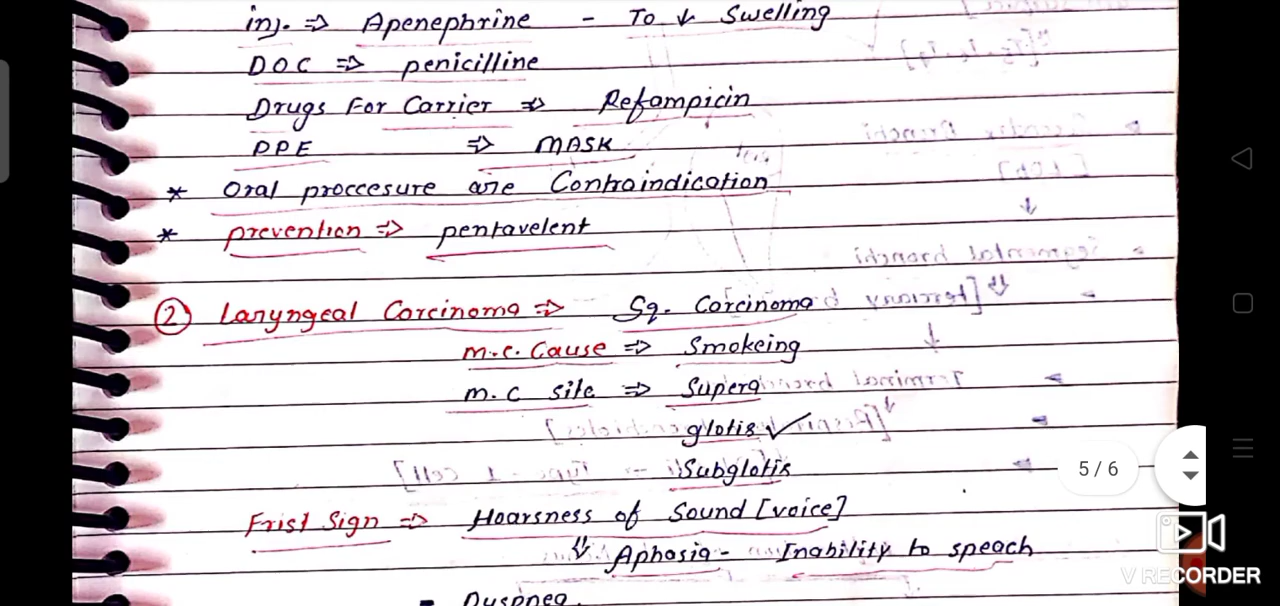 inj. ⇒ Apenephrine - To ↓ Swelling
DOC ⇒ penicilline
Drugs For Carrier ⇒ Refampicin
PPE ⇒ MASK
* Oral proccesure are Contraindication
* prevention ⇒ pentavelent
② Laryngeal Carcinoma ⇒ Sq. Carcinoma
m.c. Cause ⇒ Smokeing
m.c site ⇒ Supera
glotis ✓
Subglotis
Frist Sign ⇒ Hoarsness of Sound [voice]
⇓ Aphasia - Inability to speach
Dyspnea
5 / 6
V RECORDER